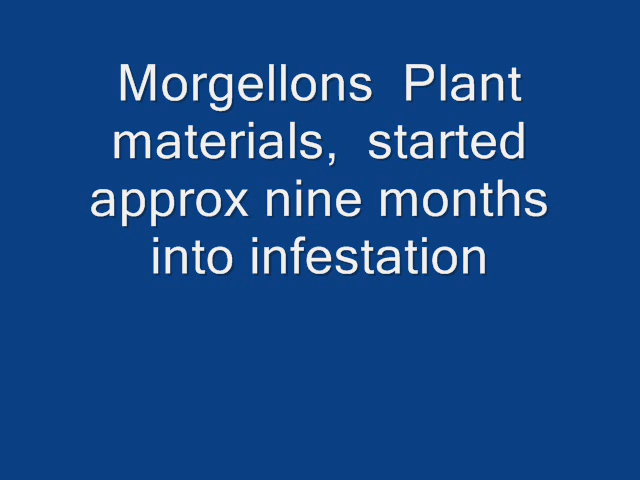 Morgellons  Plant
materials,  started
approx nine months
into infestation